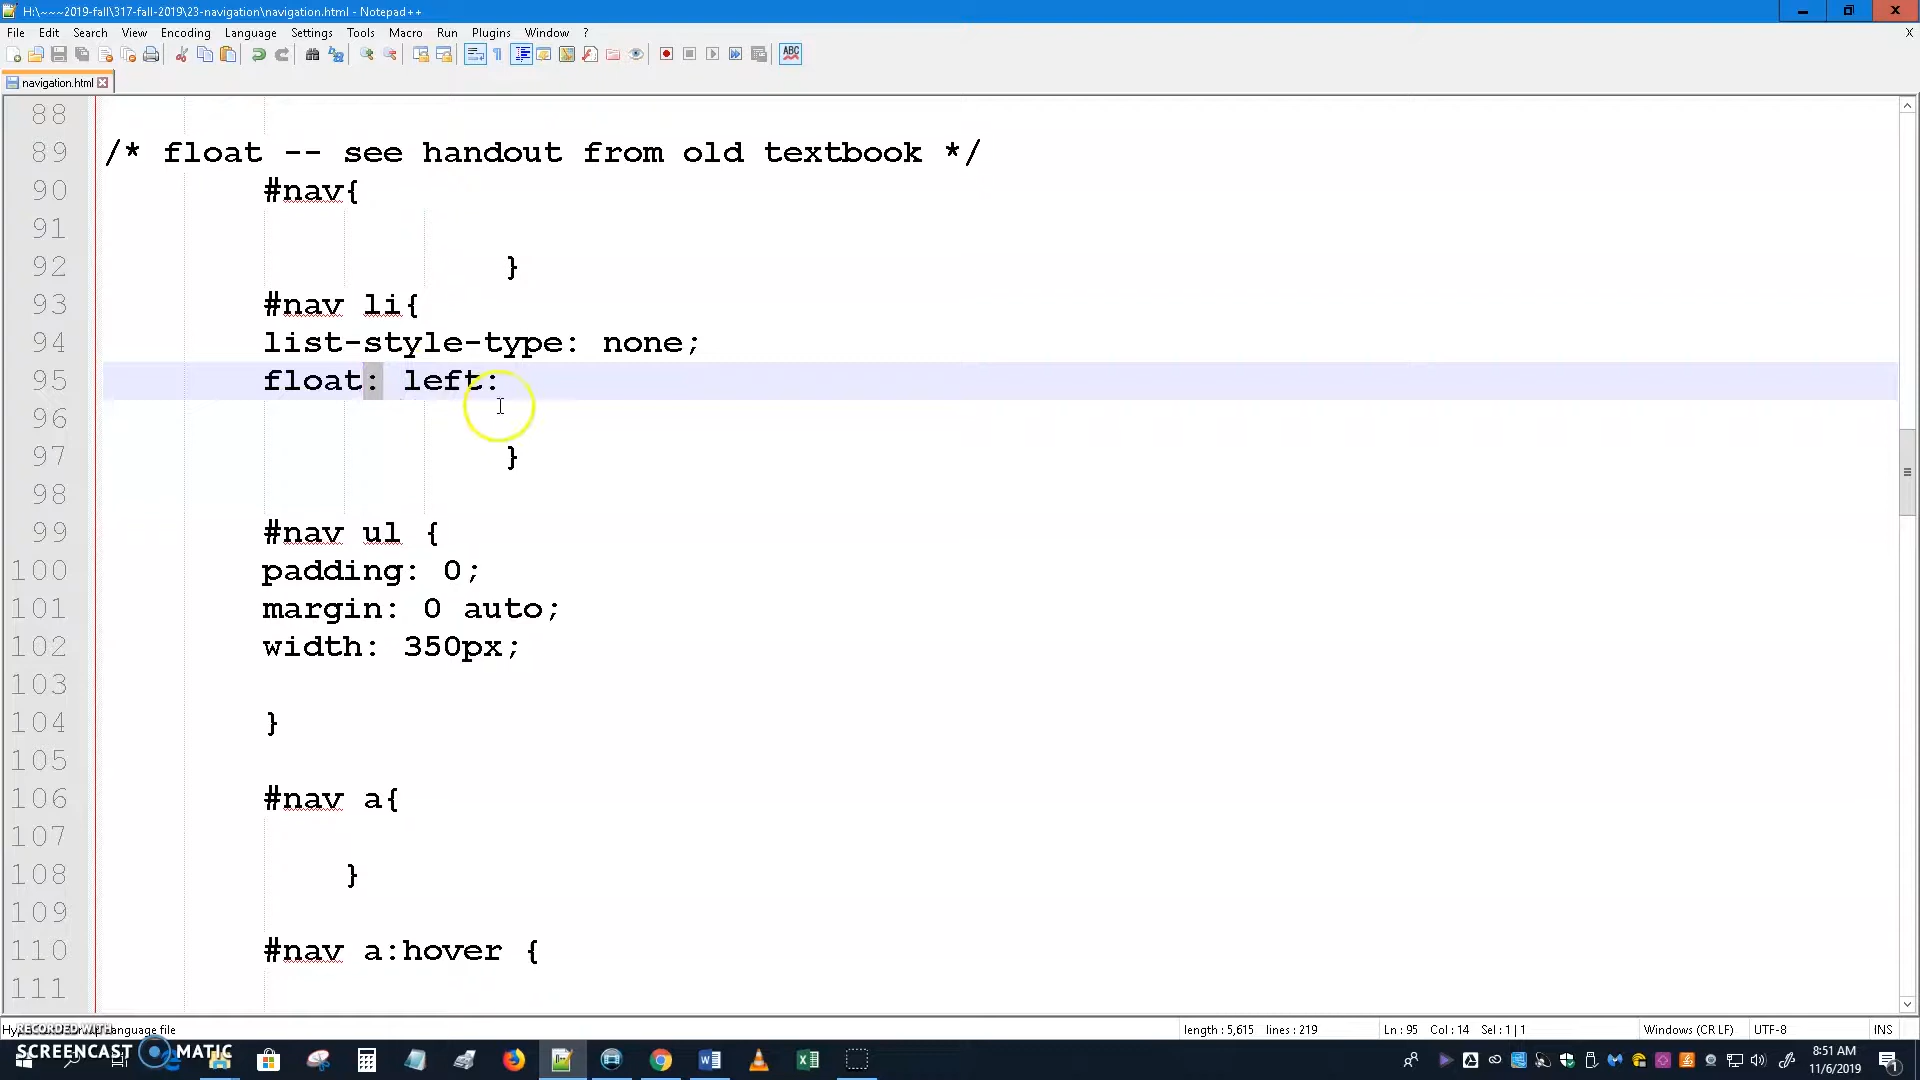 H:\~~~2019-fall\317-fall-2019\23-navigation\navigation.html - Notepad++
File Edit Search View Encoding Language Settings Tools Macro Run Plugins Window ? X
ABC
navigation.html
88
89 /* float -- see handout from old textbook */
90 #nav{
91
92 }
93 #nav li{
94 list-style-type: none;
95 float: left:
96
97 }
98
99 #nav ul {
100 padding: 0;
101 margin: 0 auto;
102 width: 350px;
103
104 }
105
106 #nav a{
107
108 }
109
110 #nav a:hover {
111
length : 5,615 lines : 219 Ln : 95 Col : 14 Sel : 1 | 1 Windows (CR LF) UTF-8 INS
RECORDED WITH
SCREENCAST MATIC
8:51 AM
11/6/2019